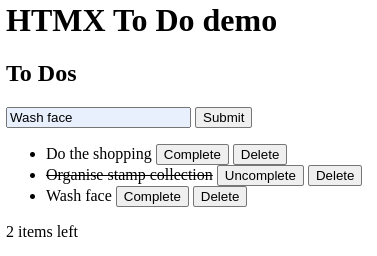 HTMX To Do demo
To Dos
Wash face Submit
Do the shopping Complete Delete
Organise stamp collection Uncomplete Delete
Wash face Complete Delete
2 items left